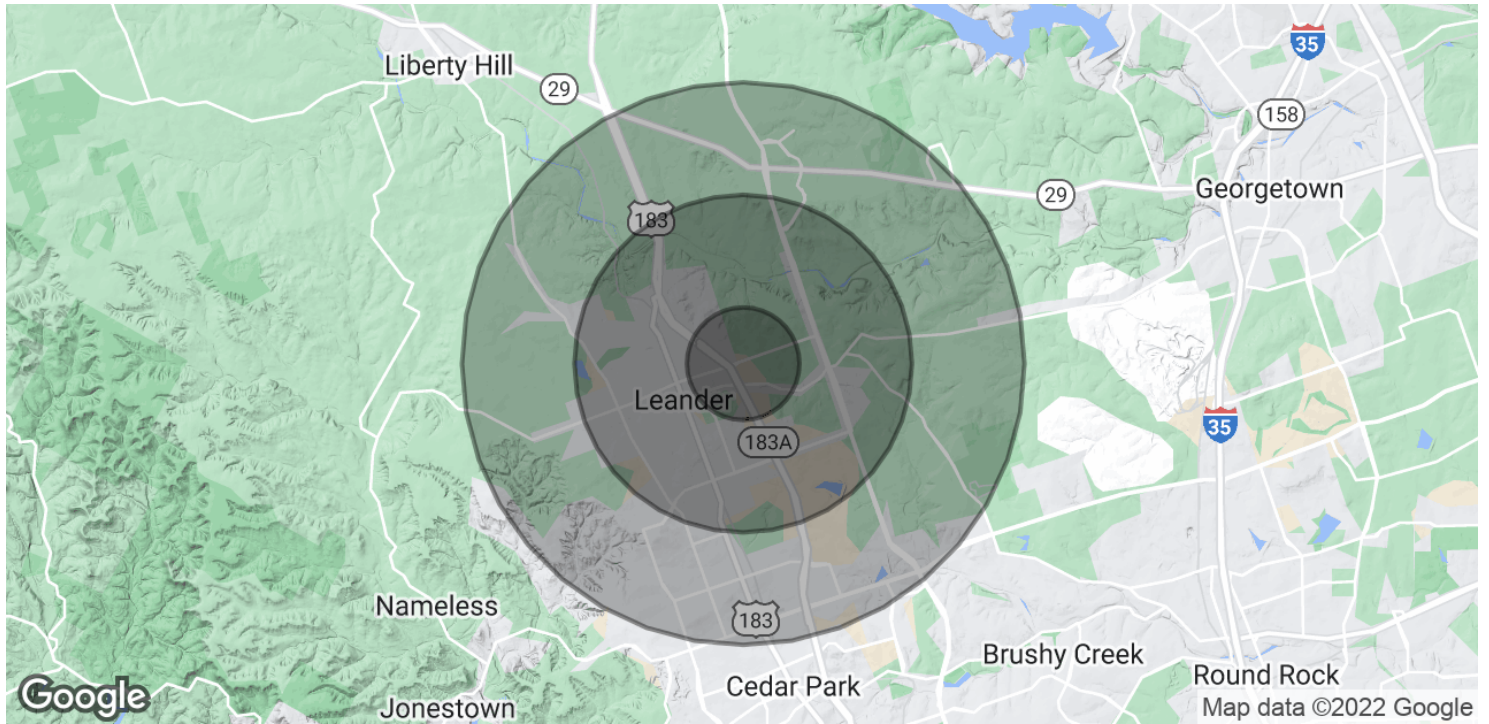 35
Liberty Hill
29
158
Georgetown
29
183
Leander
35
183A
Nameless
183
Brushy Creek
Round Rock
Cedar Park
Google
Jonestown
Map data ©2022 Google